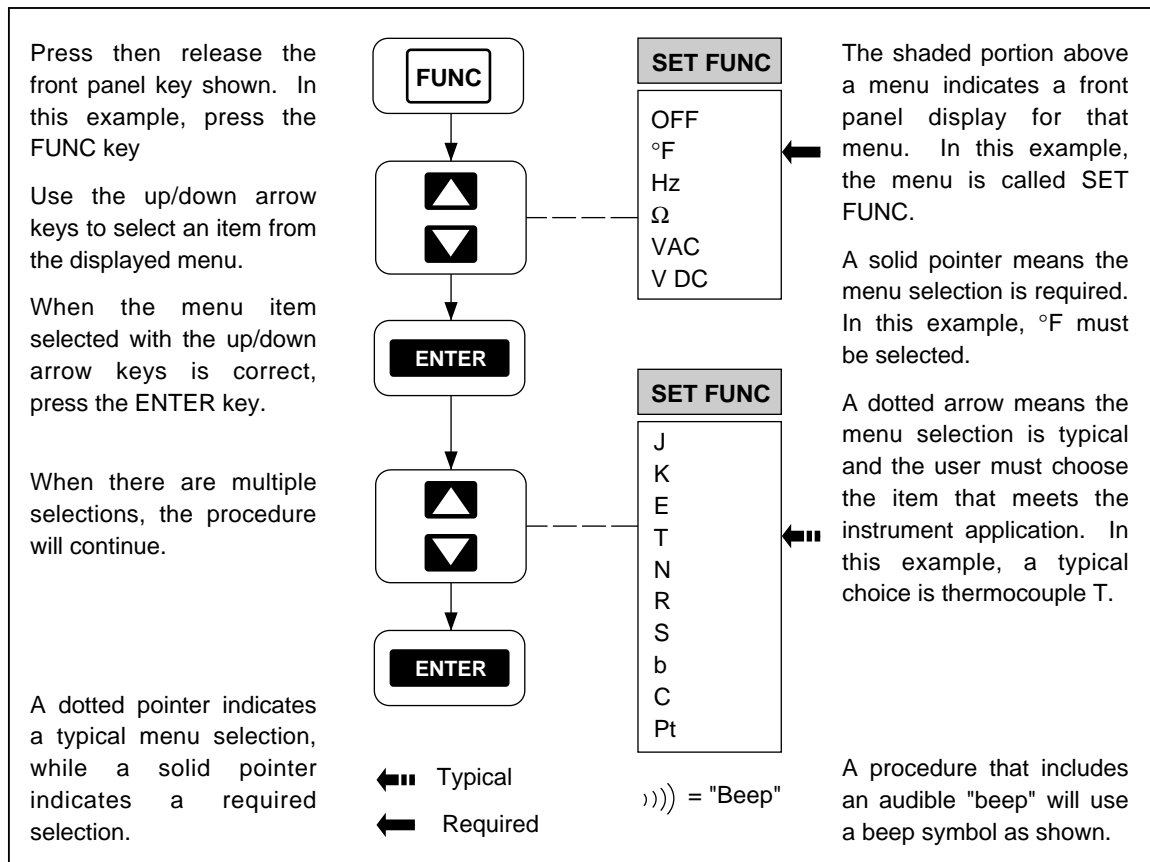 Press then release the
front panel key shown. In
this example, press the
FUNC key
Use the up/down arrow
keys to select an item from
the displayed menu.
When the menu item
selected with the up/down
arrow keys is correct,
press the ENTER key.
When there are multiple
selections, the procedure
will continue.
A dotted pointer indicates
a typical menu selection,
while a solid pointer
indicates a required
selection.
FUNC
ENTER
ENTER
Typical
Required
SET FUNC
OFF
°F
Hz
Ω
VAC
V DC
SET FUNC
J
K
E
T
N
R
S
b
C
Pt
= "Beep"
The shaded portion above
a menu indicates a front
panel display for that
menu. In this example,
the menu is called SET
FUNC.
A solid pointer means the
menu selection is required.
In this example, °F must
be selected.
A dotted arrow means the
menu selection is typical
and the user must choose
the item that meets the
instrument application. In
this example, a typical
choice is thermocouple T.
A procedure that includes
an audible "beep" will use
a beep symbol as shown.